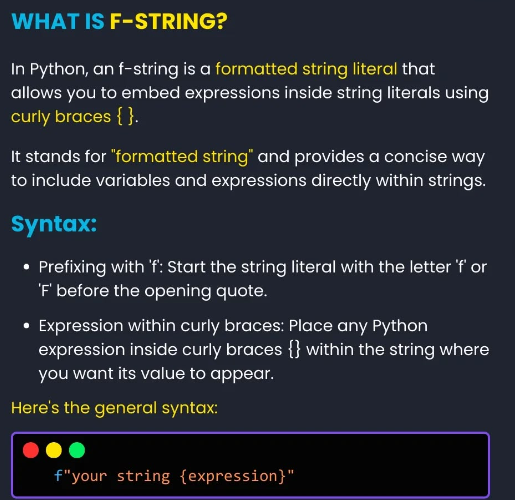 WHAT IS F-STRING?
In Python, an f-string is a formatted string literal that
allows you to embed expressions inside string literals using
curly braces { }.
It stands for "formatted string" and provides a concise way
to include variables and expressions directly within strings.
Syntax:
• Prefixing with 'f': Start the string literal with the letter 'f' or
'F' before the opening quote.
• Expression within curly braces: Place any Python
expression inside curly braces {} within the string where
you want its value to appear.
Here's the general syntax:
f"your string {expression}"